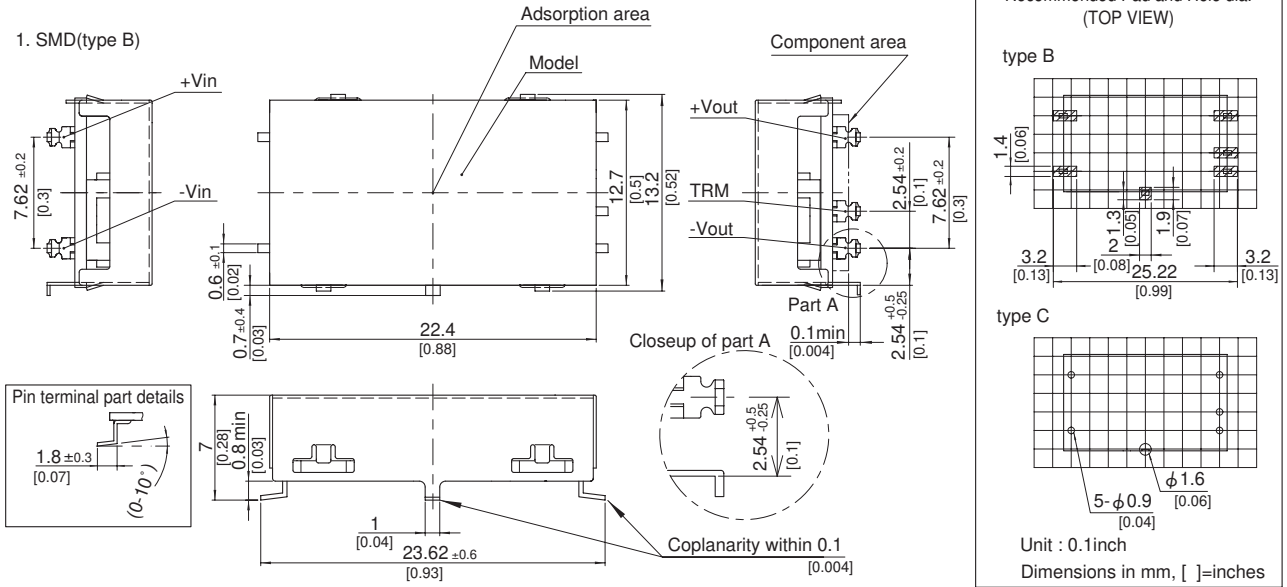 1. SMD(type B)
Adsorption area
Model
Component area
+Vin
-Vin
7.62 ±0.2
[0.3]
12.7
[0.5]
13.2
[0.52]
0.6 ±0.1
[0.02]
0.7±0.4
[0.03]
22.4
[0.88]
+Vout
TRM
-Vout
2.54±0.2
[0.1]
7.62 ±0.2
[0.3]
Part A
0.1min
[0.004]
2.54 +0.5 -0.25
[0.1]
Pin terminal part details
1.8 ±0.3
[0.07]
(0-10°)
7
[0.28]
0.8 min
[0.03]
1
[0.04]
23.62 ±0.6
[0.93]
Coplanarity within 0.1
[0.004]
Closeup of part A
2.54 +0.5 -0.25
[0.1]
(TOP VIEW)
type B
1.4
[0.06]
1.3
[0.05]
1.9
[0.07]
2
[0.08]
3.2
[0.13]
25.22
[0.99]
3.2
[0.13]
type C
5-φ0.9
[0.04]
φ1.6
[0.06]
Unit : 0.1inch
Dimensions in mm, [ ]=inches